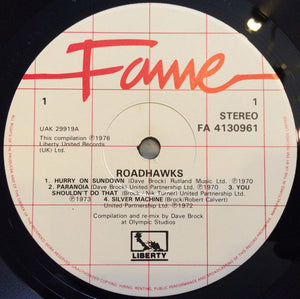 Fame
1
1
UAK 29919A
This compilation ℗1976
Liberty United Records
(UK) Ltd.
STEREO
FA 4130961
ROADHAWKS
1. HURRY ON SUNDOWN (Dave Brock) Rutland Music Ltd. ℗1970
2. PARANOIA (Dave Brock) United Partnership Ltd. ℗1970 3. YOU
SHOULDN'T DO THAT (Brock, Nik Turner) United Partnership Ltd.
℗1973 4. SILVER MACHINE (Brock/Robert Calvert)
United Partnership Ltd. ℗1972
Compilation and re-mix by Dave Brock
at Olympic Studios
LIBERTY